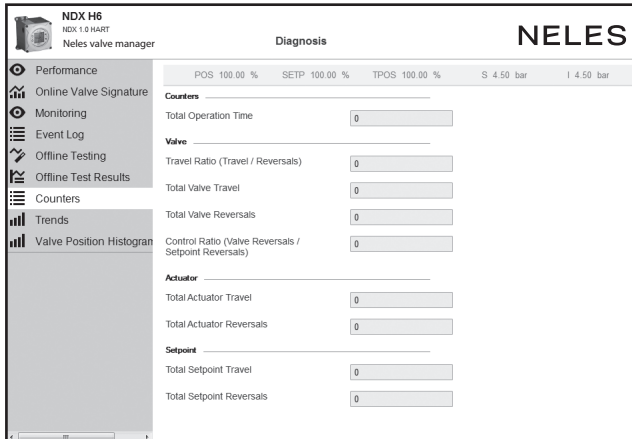 NDX H6
NDX 1.0 HART
Neles valve manager
Diagnosis
NELES
Performance
Online Valve Signature
Monitoring
Event Log
Offline Testing
Offline Test Results
Counters
Trends
Valve Position Histogram
POS 100.00 % SETP 100.00 % TPOS 100.00 % S 4.50 bar I 4.50 bar
Counters
Total Operation Time 0
Valve
Travel Ratio (Travel / Reversals) 0
Total Valve Travel 0
Total Valve Reversals 0
Control Ratio (Valve Reversals / 0
Setpoint Reversals)
Actuator
Total Actuator Travel 0
Total Actuator Reversals 0
Setpoint
Total Setpoint Travel 0
Total Setpoint Reversals 0